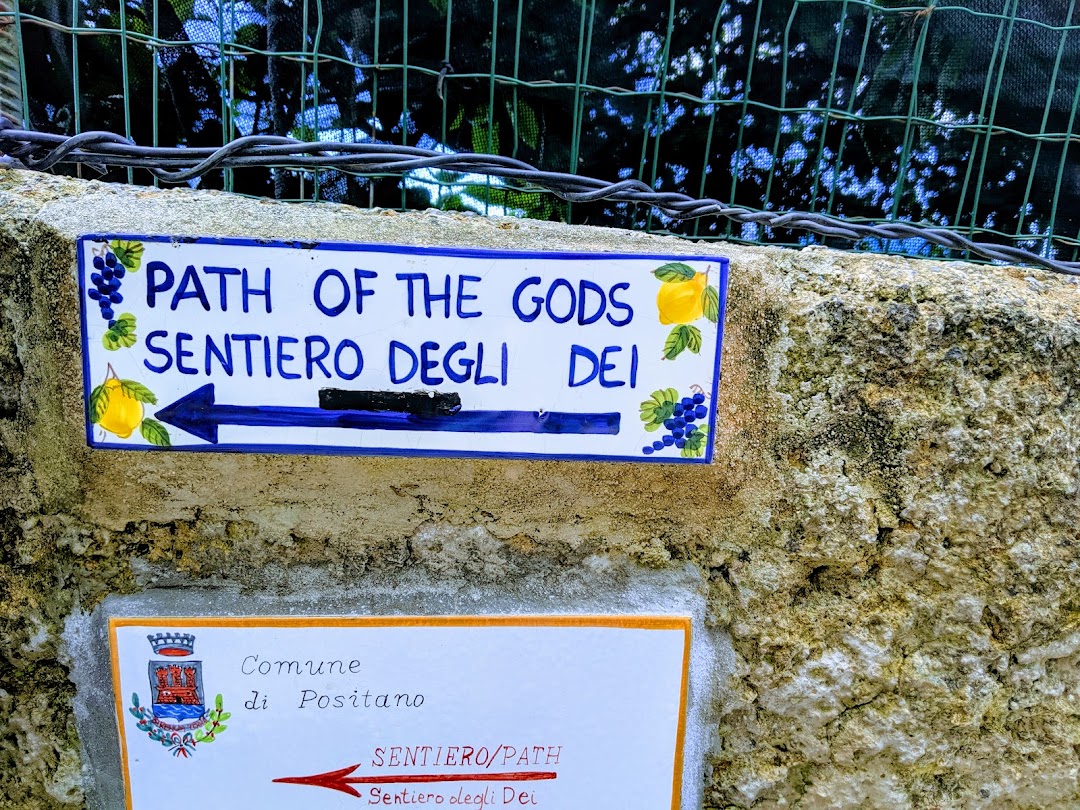 PATH OF THE GODS
SENTIERO DEGLI DEI
Comune
di Positano
SENTIERO/PATH
Sentiero degli Dei